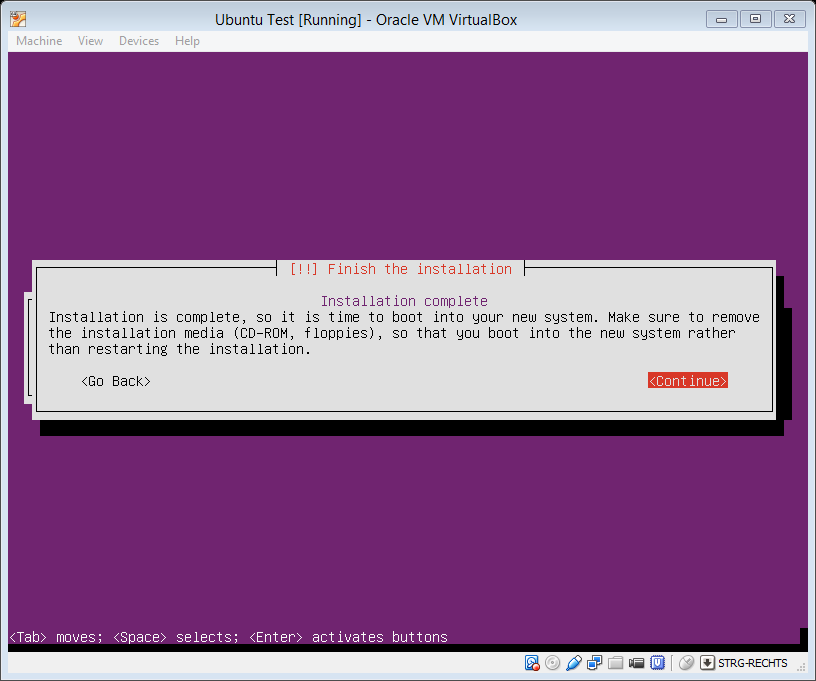 Ubuntu Test [Running] - Oracle VM VirtualBox
Machine View Devices Help
[!!] Finish the installation
Installation complete
Installation is complete, so it is time to boot into your new system. Make sure to remove
the installation media (CD-ROM, floppies), so that you boot into the new system rather
than restarting the installation.
<Go Back> <Continue>
<Tab> moves; <Space> selects; <Enter> activates buttons
STRG-RECHTS